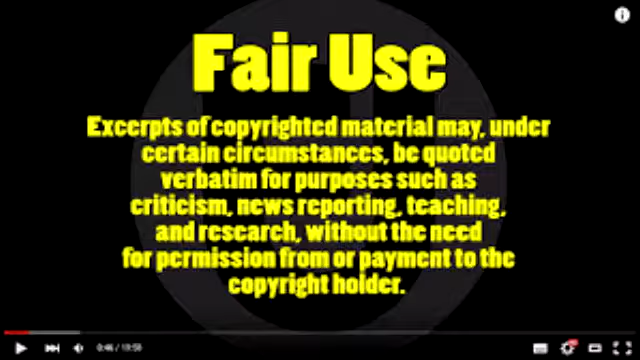 Fair Use
Excerpts of copyrighted material may, under
certain circumstances, be quoted
verbatim for purposes such as
criticism, news reporting, teaching,
and research, without the need
for permission from or payment to the
copyright holder.